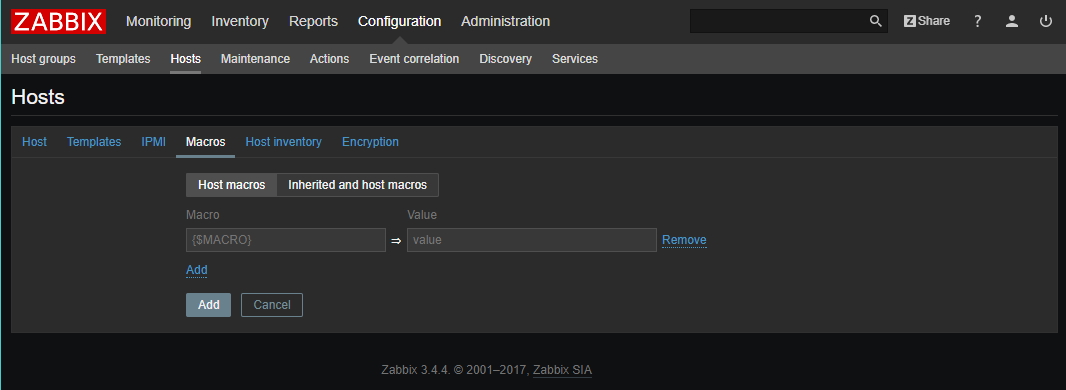 ZABBIX Monitoring Inventory Reports Configuration Administration Z Share ?
Host groups Templates Hosts Maintenance Actions Event correlation Discovery Services
Hosts
Host Templates IPMI Macros Host inventory Encryption
Host macros Inherited and host macros
Macro Value
{$MACRO} ⇒ value Remove
Add
Add Cancel
Zabbix 3.4.4. © 2001–2017, Zabbix SIA